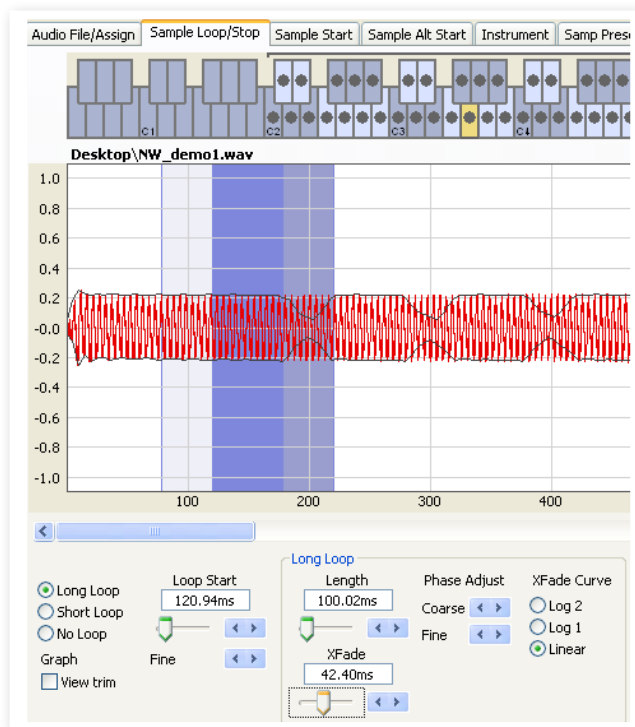 Audio File/Assign Sample Loop/Stop Sample Start Sample Alt Start Instrument Samp Prese
C1 C2 C3 C4
Desktop\NW_demo1.wav
1.0
0.8
0.6
0.4
0.2
-0.0
-0.2
-0.4
-0.6
-0.8
-1.0
100 200 300 400
Long Loop
Short Loop
No Loop
Graph
View trim
Loop Start
120.94ms
Fine
Long Loop
Length
100.02ms
XFade
42.40ms
Phase Adjust
Coarse
Fine
XFade Curve
Log 2
Log 1
Linear